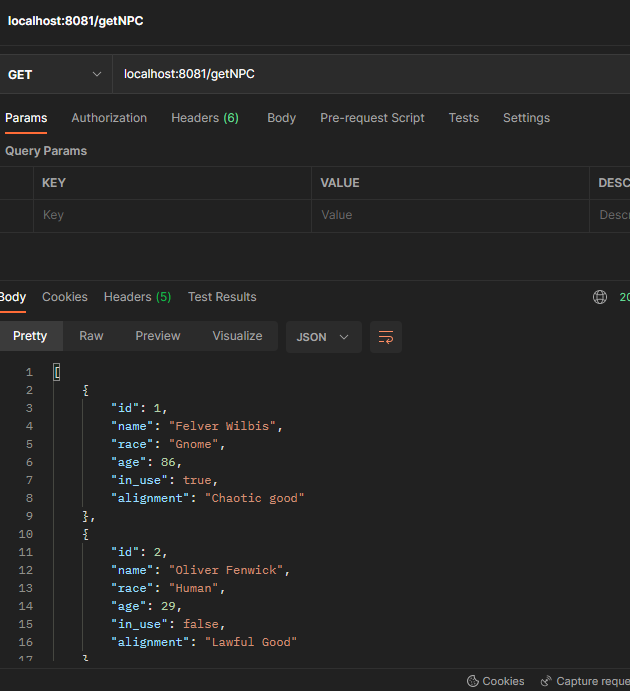 localhost:8081/getNPC
GET localhost:8081/getNPC
Params Authorization Headers (6) Body Pre-request Script Tests Settings
Query Params
KEY VALUE DESC
Key Value Descr
Body Cookies Headers (5) Test Results 20
Pretty Raw Preview Visualize JSON
1 [
2 {
3 "id": 1,
4 "name": "Felver Wilbis",
5 "race": "Gnome",
6 "age": 86,
7 "in_use": true,
8 "alignment": "Chaotic good"
9 },
10 {
11 "id": 2,
12 "name": "Oliver Fenwick",
13 "race": "Human",
14 "age": 29,
15 "in_use": false,
16 "alignment": "Lawful Good"
17 }
Cookies Capture reque